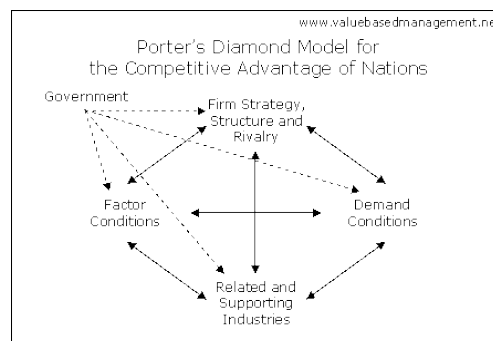 www.valuebasedmanagement.ne
Porter's Diamond Model for
the Competitive Advantage of Nations
Government
Firm Strategy,
Structure and
Rivalry
Factor
Conditions
Demand
Conditions
Related and
Supporting
Industries